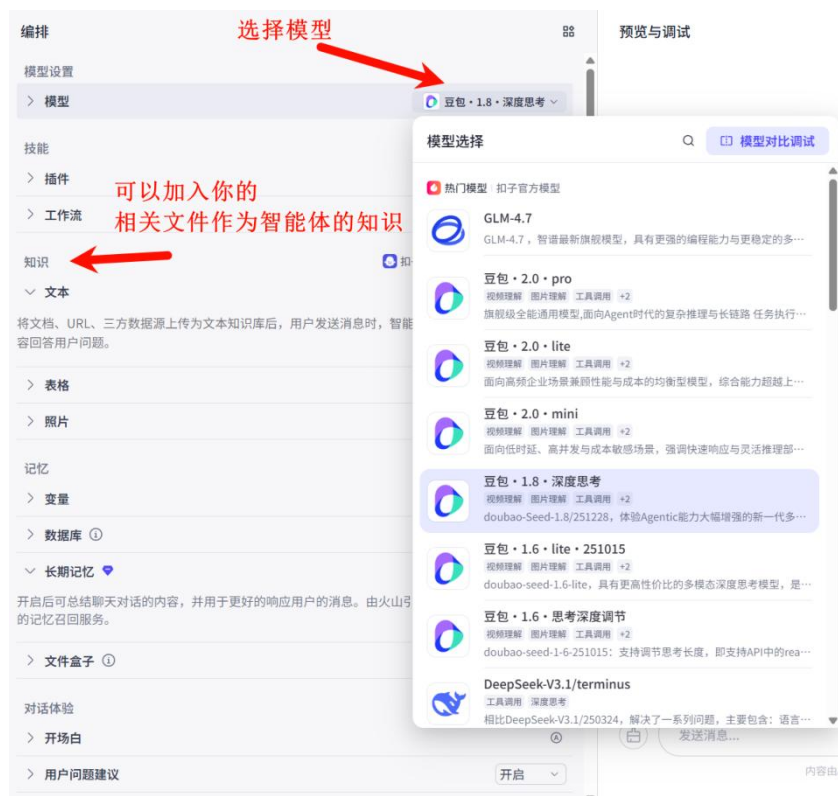 编排
选择模型
预览与调试
模型设置
模型
豆包·1.8·深度思考
模型选择
模型对比调试
技能
插件
热门模型 扣子官方模型
可以加入你的
GLM-4.7
工作流
相关文件作为智能体的知识
GLM-4.7 ，智谱最新旗舰模型，具有更强的编程能力与更稳定的多…
知识
扣
豆包·2.0·pro
文本
视频理解 图片理解 工具调用 +2
旗舰级全能通用模型,面向Agent时代的复杂推理与长链路 任务执行…
将文档、URL、三方数据源上传为文本知识库后，用户发送消息时，智能
容回答用户问题。
豆包·2.0·lite
视频理解 图片理解 工具调用 +2
面向高频企业场景兼顾性能与成本的均衡型模型，综合能力超越上…
表格
照片
豆包·2.0·mini
视频理解 图片理解 工具调用 +2
面向低时延、高并发与成本敏感场景，强调快速响应与灵活推理部…
记忆
变量
豆包·1.8·深度思考
视频理解 图片理解 工具调用 +2
doubao-Seed-1.8/251228，体验Agentic能力大幅增强的新一代多…
数据库
长期记忆
豆包·1.6·lite·251015
视频理解 图片理解 工具调用 +2
doubao-seed-1.6-lite，具有更高性价比的多模态深度思考模型，是…
开启后可总结聊天对话的内容，并用于更好的响应用户的消息。由火山引
的记忆召回服务。
豆包·1.6·思考深度调节
视频理解 图片理解 工具调用 +2
doubao-seed-1-6-251015：支持调节思考长度，即支持API中的rea…
文件盒子
DeepSeek-V3.1/terminus
工具调用 深度思考
相比DeepSeek-V3.1/250324，解决了一系列问题，主要包含：语言…
对话体验
开场白
发送消息...
用户问题建议
开启
内容由